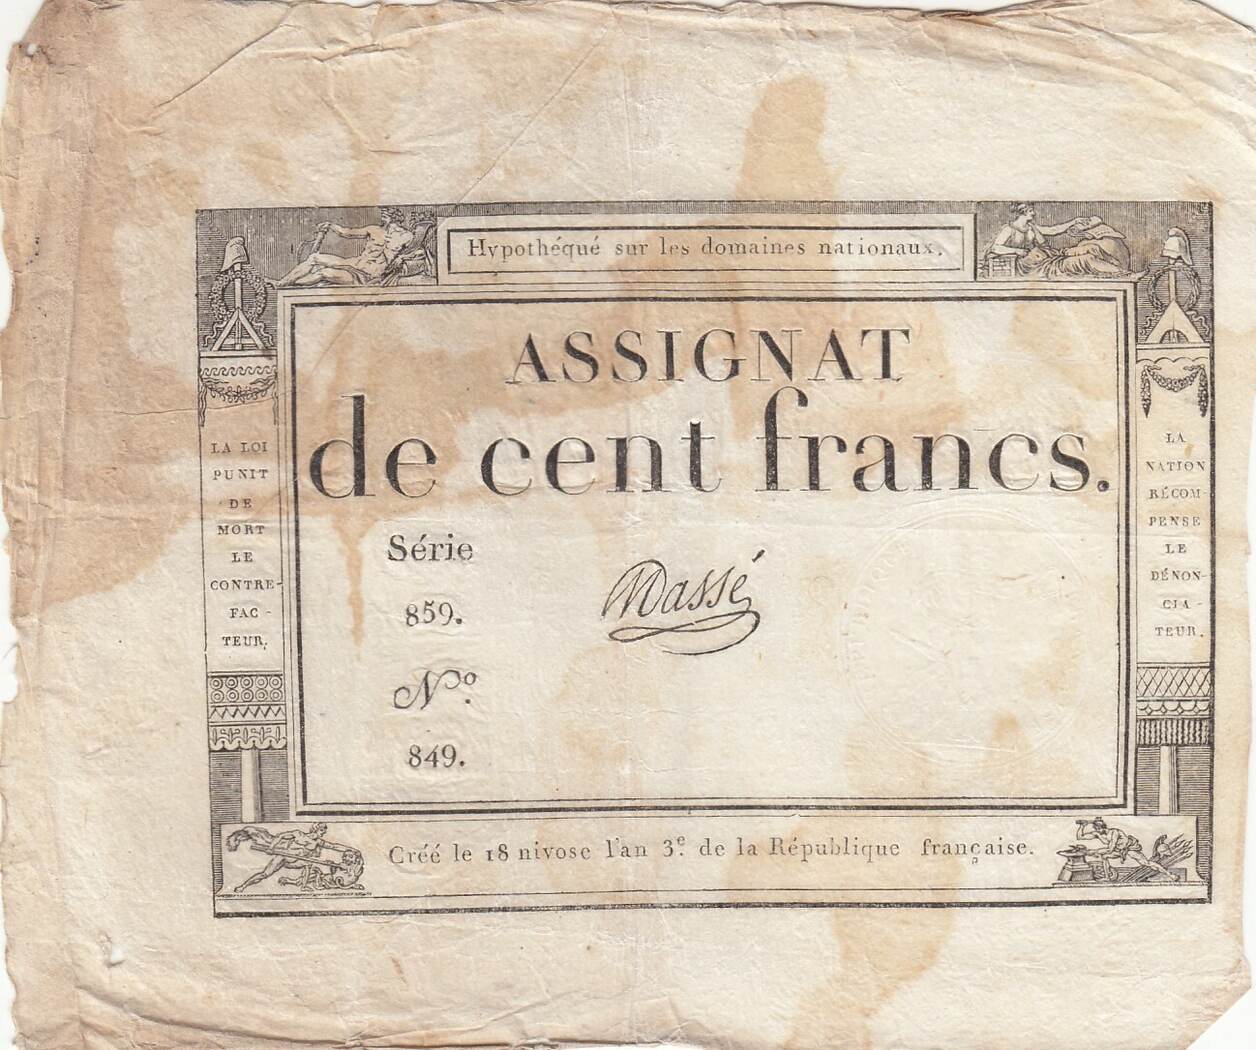 Hypothéqué sur les domaines nationaux.
ASSIGNAT
de cent francs.
LA LOI
PUNIT
DE
MORT
LE
CONTRE-
FAC-
TEUR.
Série
859.
Nº.
849.
Massé
LA
NATION
RÉCOM-
PENSE
LE
DÉNON-
CIA-
TEUR.
Créé le 18 nivose l'an 3e. de la République française.